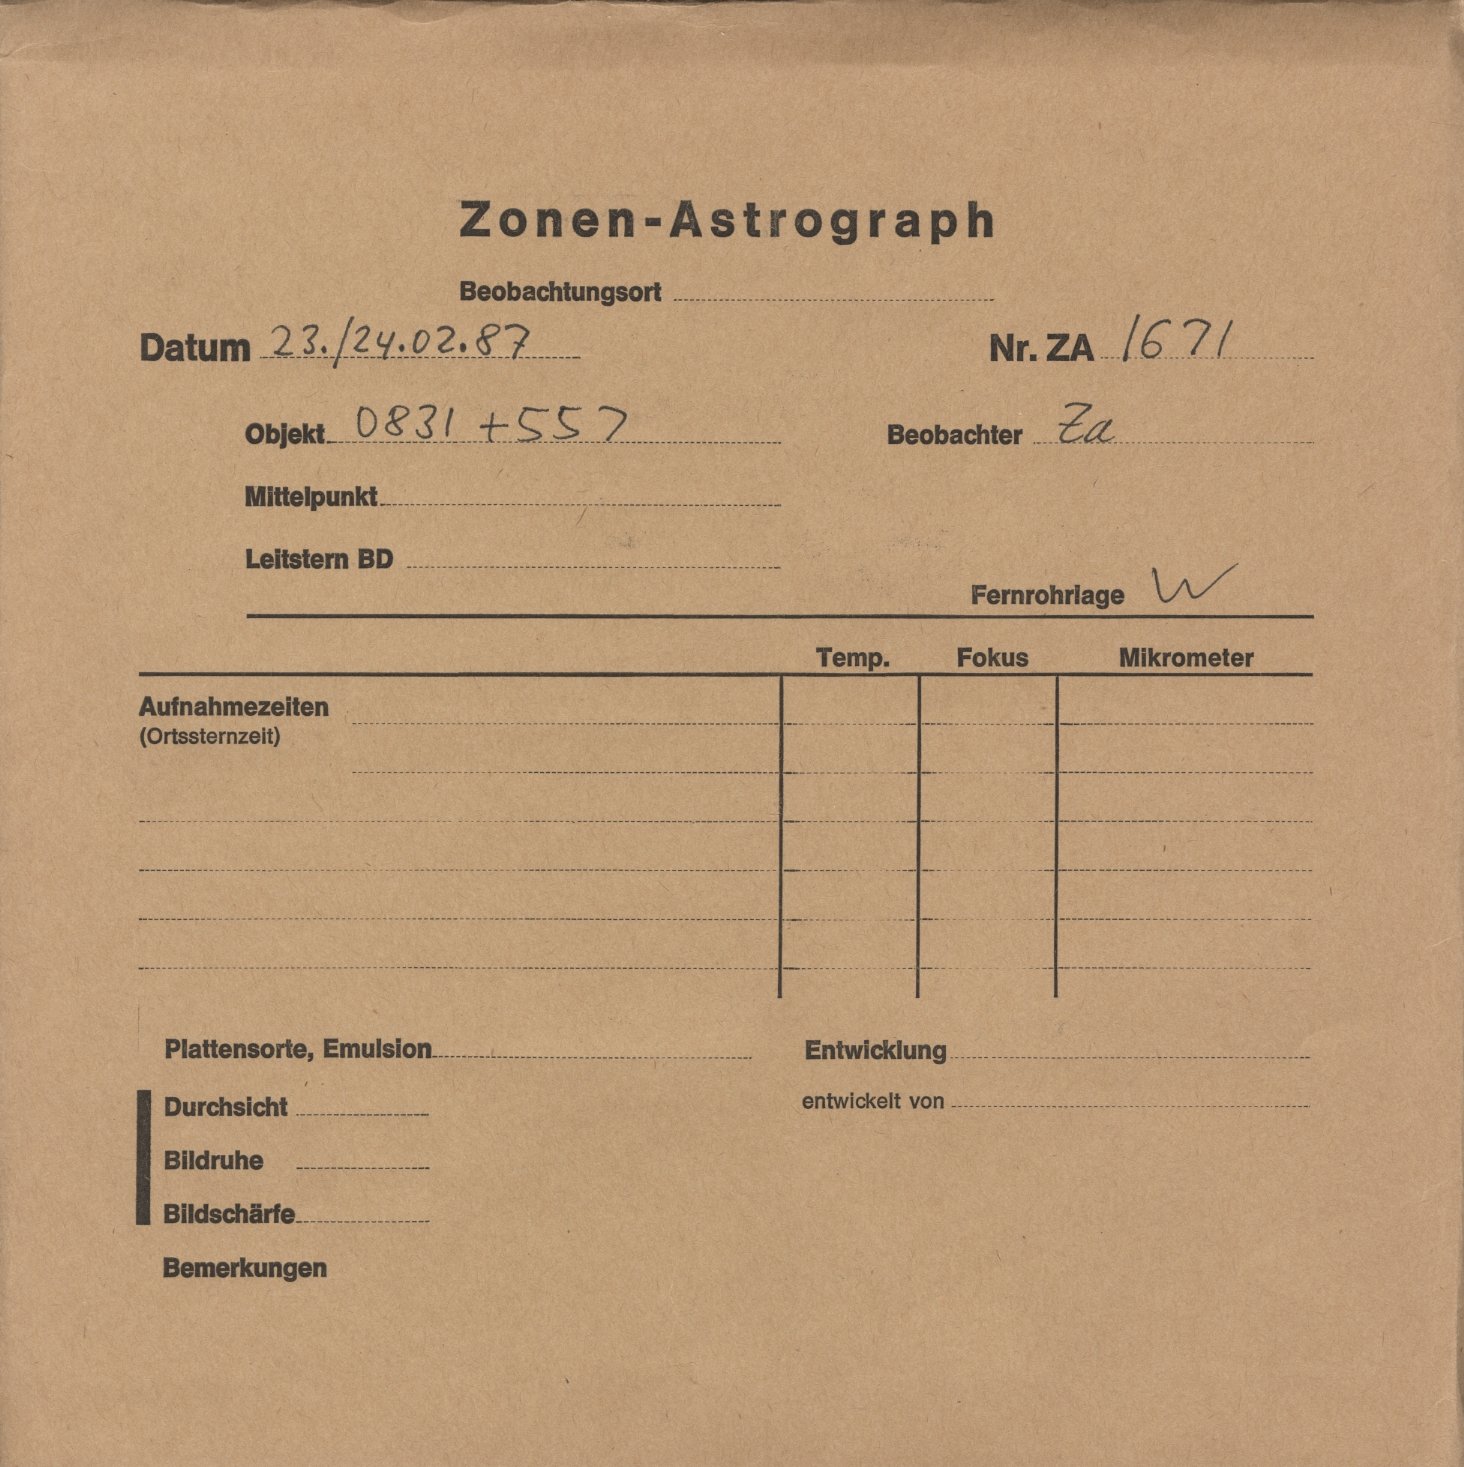 Zonen-Astrograph
Beobachtungsort
Datum 23./24.02.87 Nr. ZA 1671
Objekt 0831 +557 Beobachter Za
Mittelpunkt
Leitstern BD
Fernrohrlage W
Temp. Fokus Mikrometer
Aufnahmezeiten
(Ortssternzeit)
Plattensorte, Emulsion Entwicklung
Durchsicht entwickelt von
Bildruhe
Bildschärfe
Bemerkungen